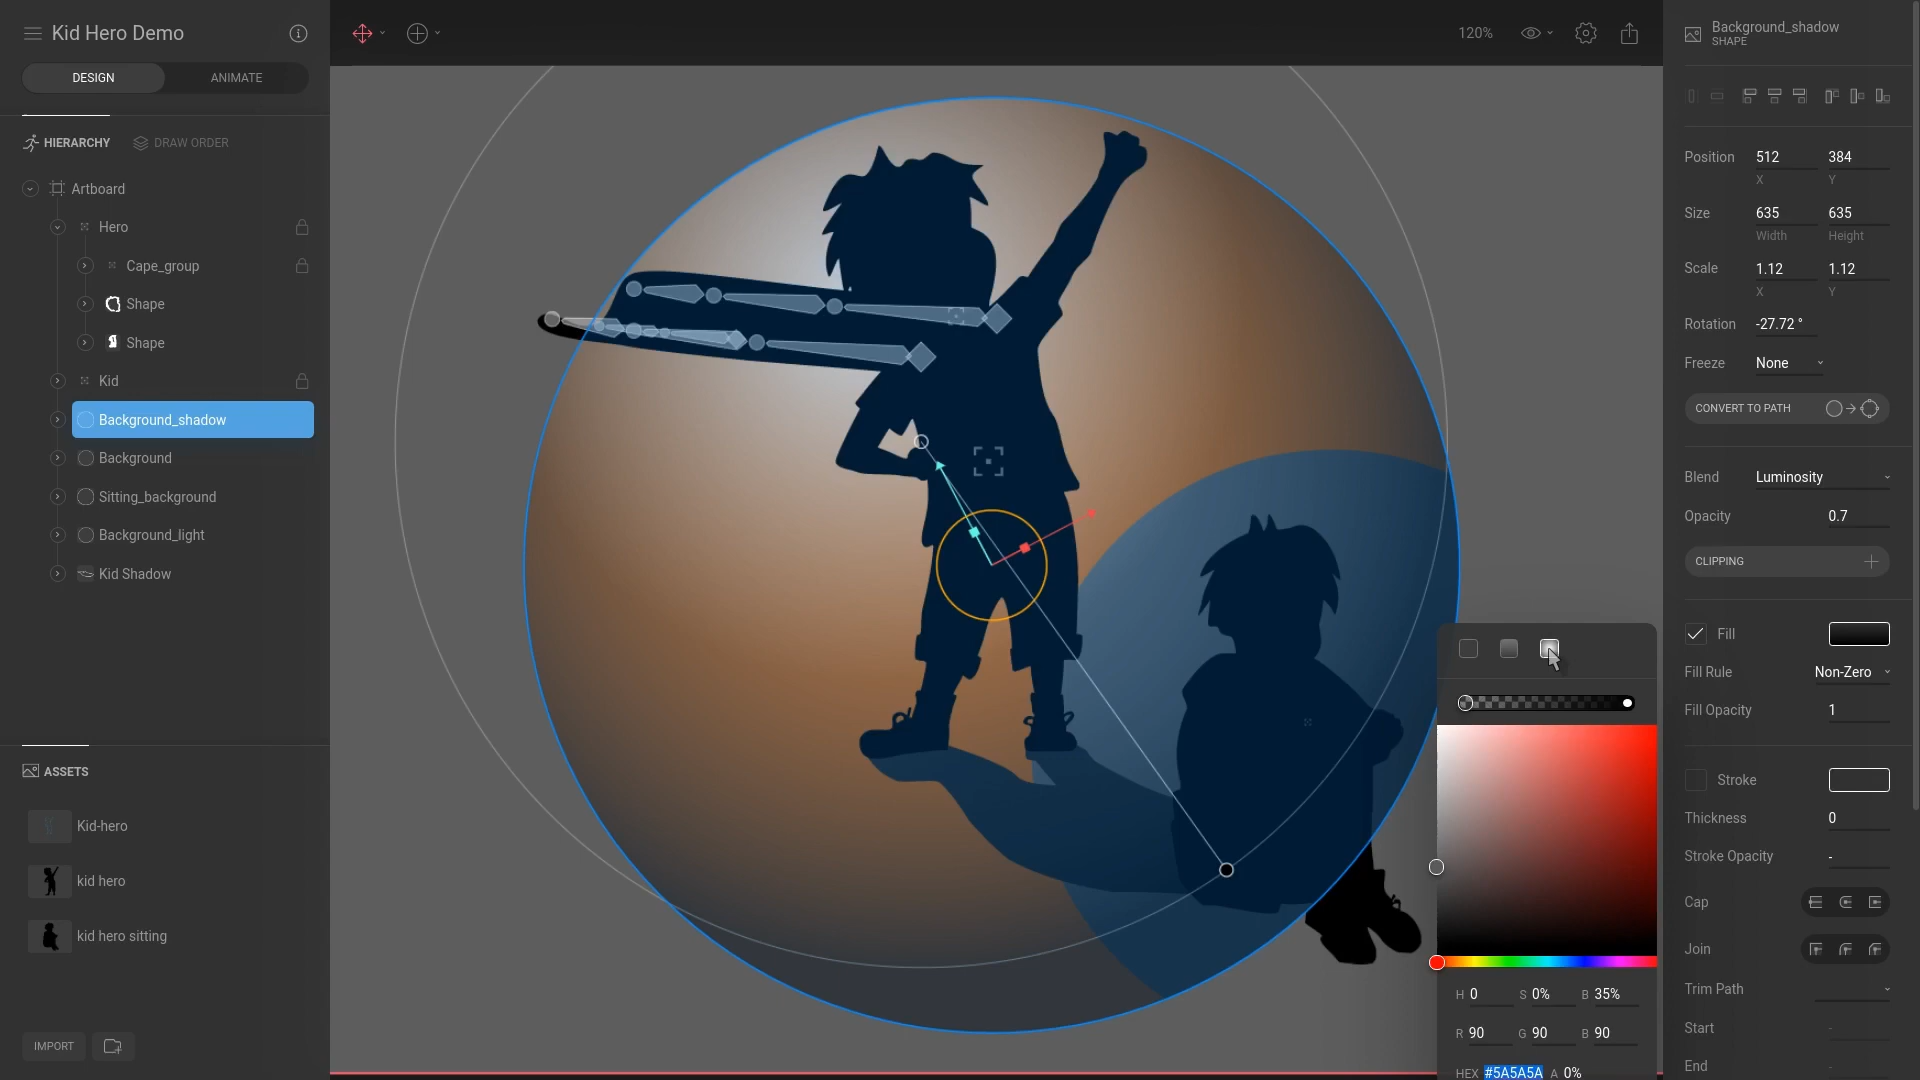 Kid Hero Demo
DESIGN
ANIMATE
HIERARCHY
DRAW ORDER
Artboard
Hero
Cape_group
Shape
Shape
Kid
Background_shadow
Background
Sitting_background
Background_light
Kid Shadow
ASSETS
Kid-hero
kid hero
kid hero sitting
IMPORT
120%
H 0 S 0% B 35%
R 90 G 90 B 90
HEX #5A5A5A A 0%
Background_shadow
SHAPE
Position 512 384
X Y
Size 635 635
Width Height
Scale 1.12 1.12
X Y
Rotation -27.72 °
Freeze None
CONVERT TO PATH
Blend Luminosity
Opacity 0.7
CLIPPING
Fill
Fill Rule Non-Zero
Fill Opacity 1
Stroke
Thickness 0
Stroke Opacity -
Cap
Join
Trim Path
Start -
End -